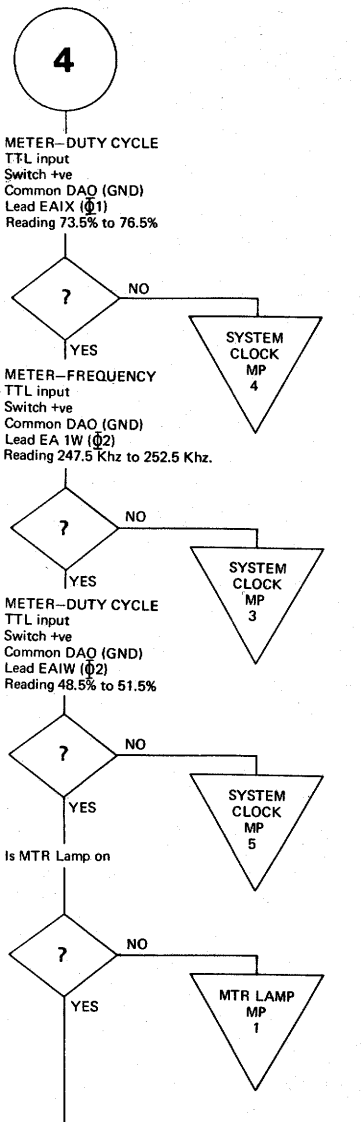 4
METER-DUTY CYCLE
TTL input
Switch +ve
Common DAO (GND)
Lead EAIX (Φ1)
Reading 73.5% to 76.5%
?
NO
SYSTEM
CLOCK
MP
4
YES
METER-FREQUENCY
TTL input
Switch +ve
Common DAO (GND)
Lead EA 1W (Φ2)
Reading 247.5 Khz to 252.5 Khz.
?
NO
SYSTEM
CLOCK
MP
3
YES
METER-DUTY CYCLE
TTL input
Switch +ve
Common DAO (GND)
Lead EAIW (Φ2)
Reading 48.5% to 51.5%
?
NO
SYSTEM
CLOCK
MP
5
YES
Is MTR Lamp on
?
NO
MTR LAMP
MP
1
YES